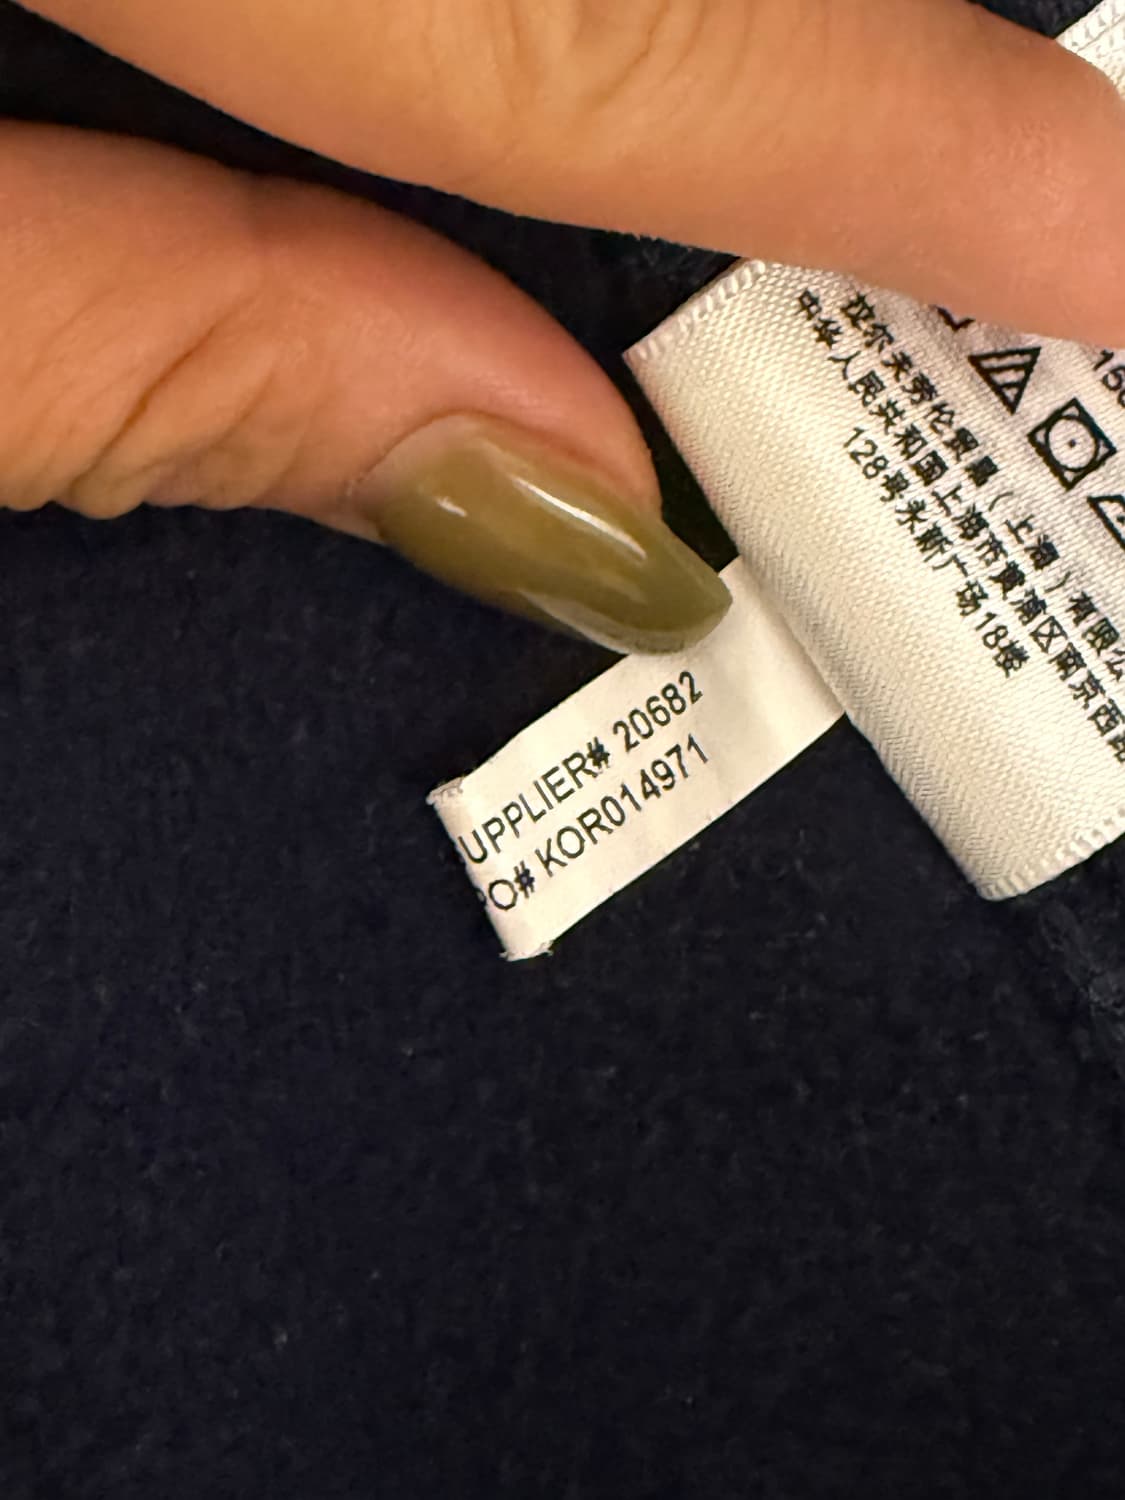 UPPLIER# 20682
PO# KOR014971
拉尔夫劳伦贸易（上海）有限公
中华人民共和国上海市黄浦区南京西路
128号永新广场18楼